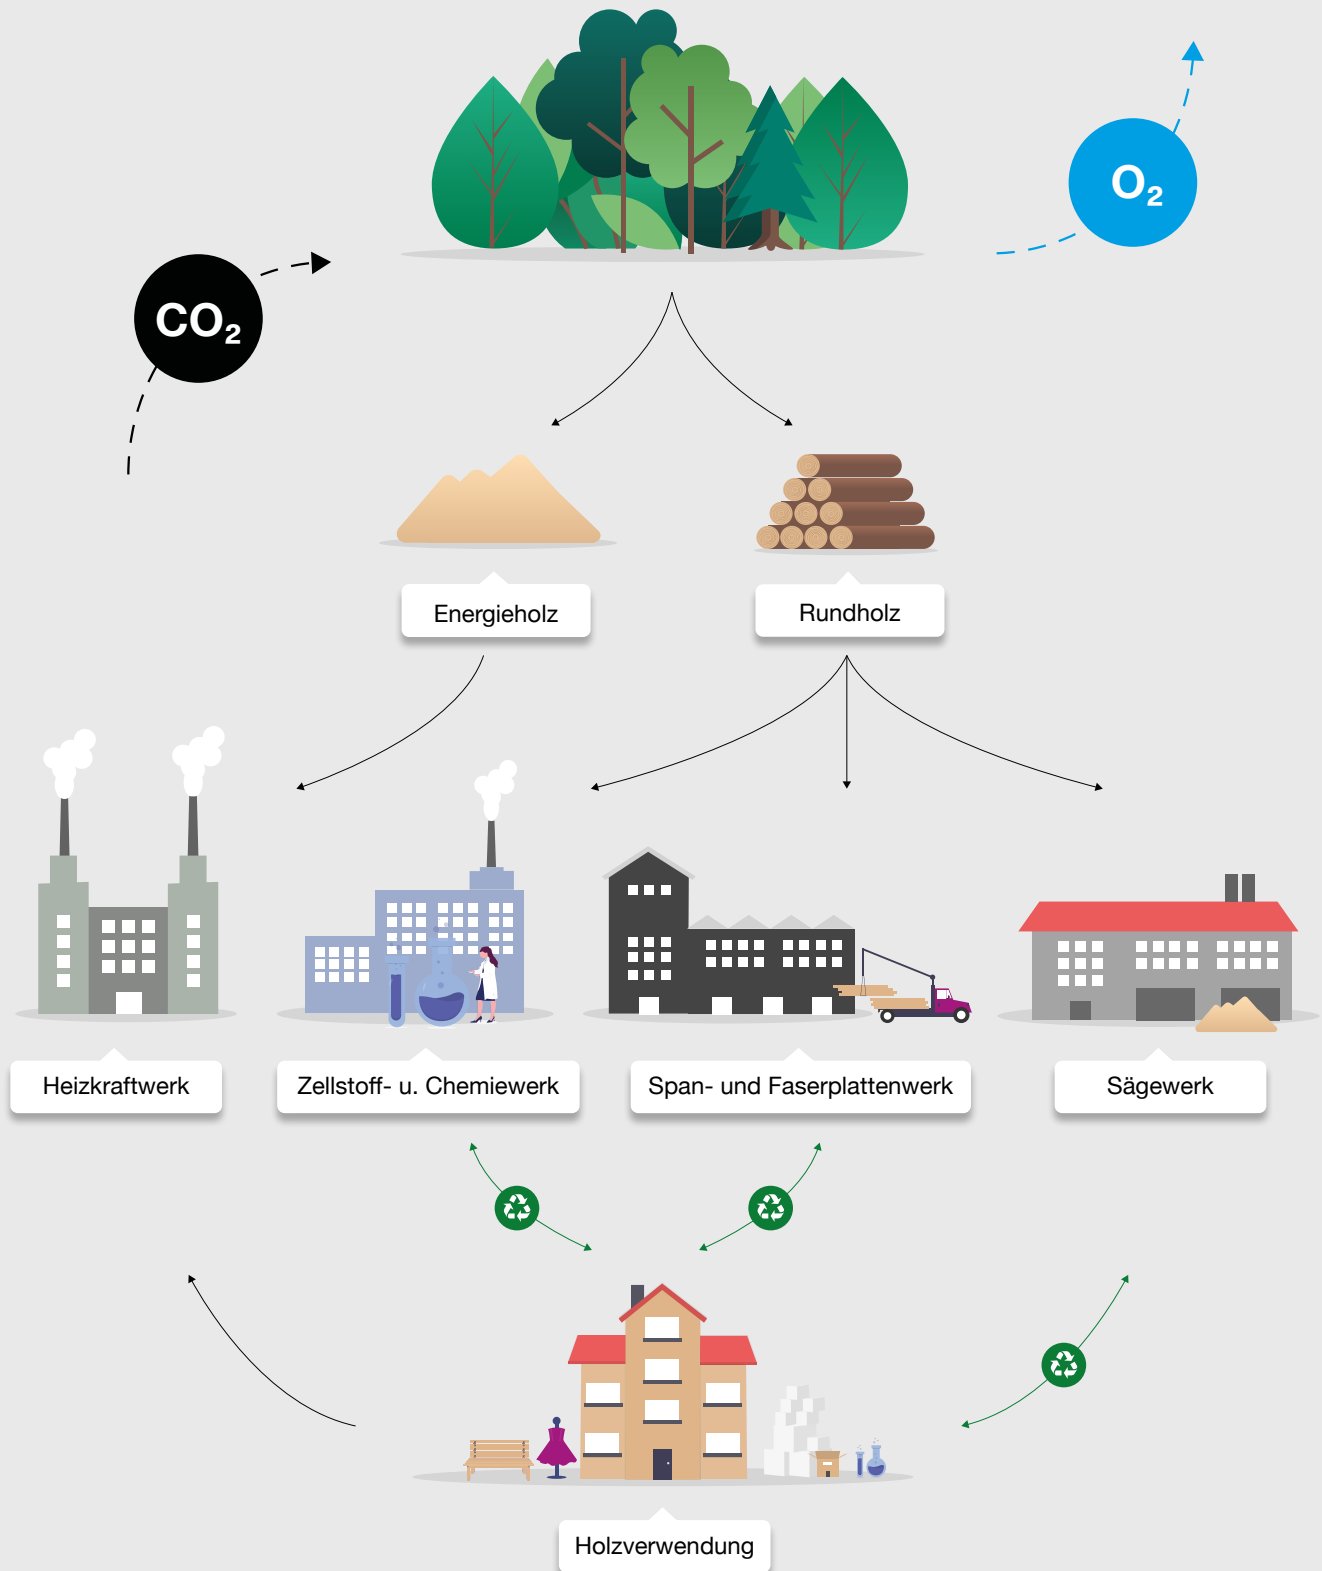 O₂
CO₂
Energieholz
Rundholz
Heizkraftwerk
Zellstoff- u. Chemiewerk
Span- und Faserplattenwerk
Sägewerk
Holzverwendung